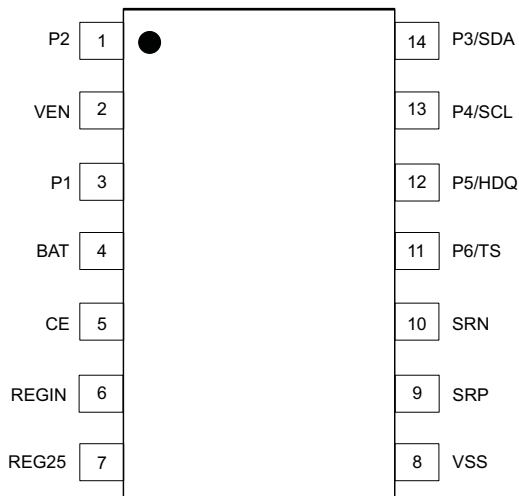 P2 1 14 P3/SDA
VEN 2 13 P4/SCL
P1 3 12 P5/HDQ
BAT 4 11 P6/TS
CE 5 10 SRN
REGIN 6 9 SRP
REG25 7 8 VSS